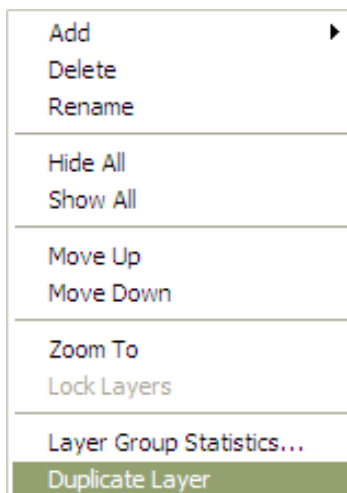 Add
Delete
Rename
Hide All
Show All
Move Up
Move Down
Zoom To
Lock Layers
Layer Group Statistics...
Duplicate Layer